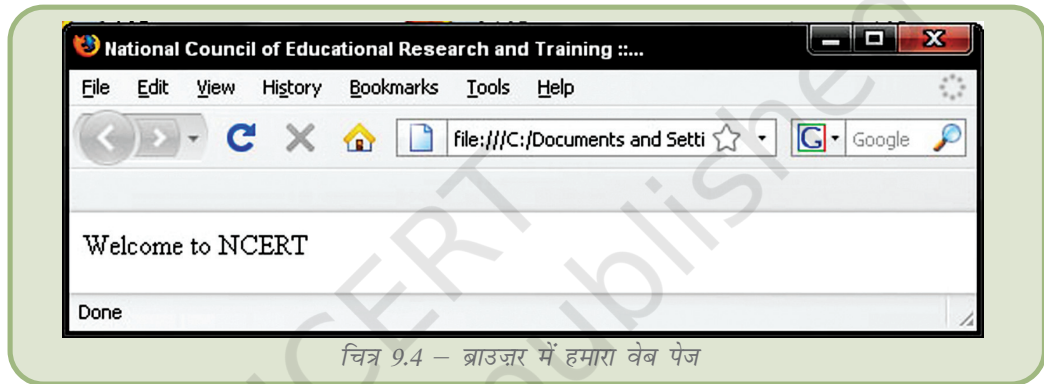 National Council of Educational Research and Training ::...
File Edit View History Bookmarks Tools Help
file:///C:/Documents and Setti G Google
Welcome to NCERT
Done
चित्र 9.4 – ब्राउज़र में हमारा वेब पेज